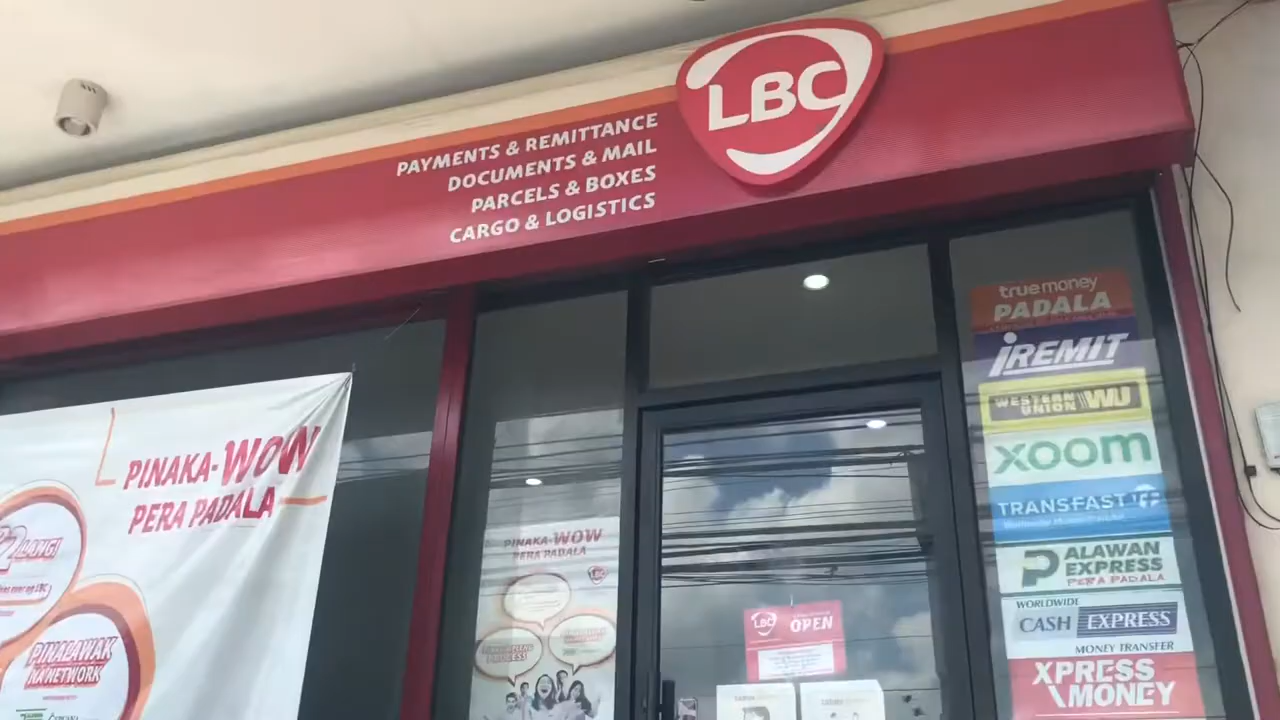 LBC
PAYMENTS & REMITTANCE
DOCUMENTS & MAIL
PARCELS & BOXES
CARGO & LOGISTICS
truemoney
PADALA
iREMIT
WESTERN
UNION WU
xoom
TRANSFAST
PALAWAN
EXPRESS
PERA PADALA
WORLDWIDE
CASH EXPRESS
MONEY TRANSFER
XPRESS
MONEY
PINAKA-WOW
PERA PADALA
LANG!
PINALAWAK
NA NETWORK
PINAKA-WOW
PERA PADALA
PROCESS
LBC OPEN